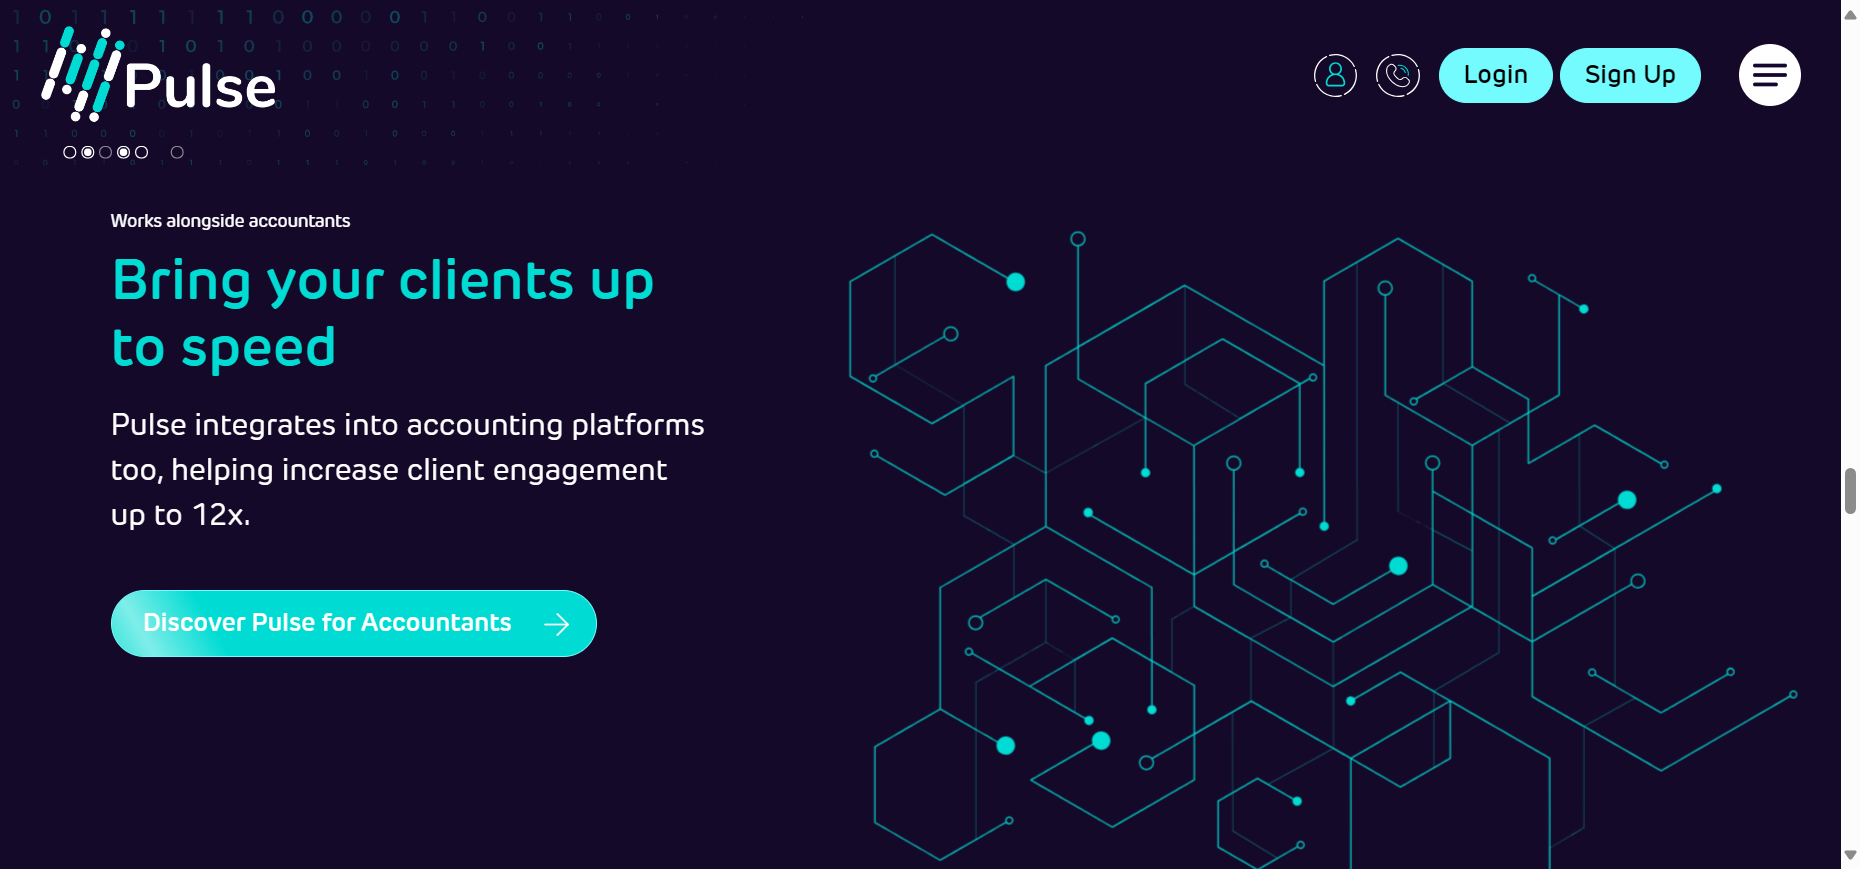 Pulse
Login
Sign Up
Works alongside accountants
Bring your clients up
to speed
Pulse integrates into accounting platforms
too, helping increase client engagement
up to 12x.
Discover Pulse for Accountants